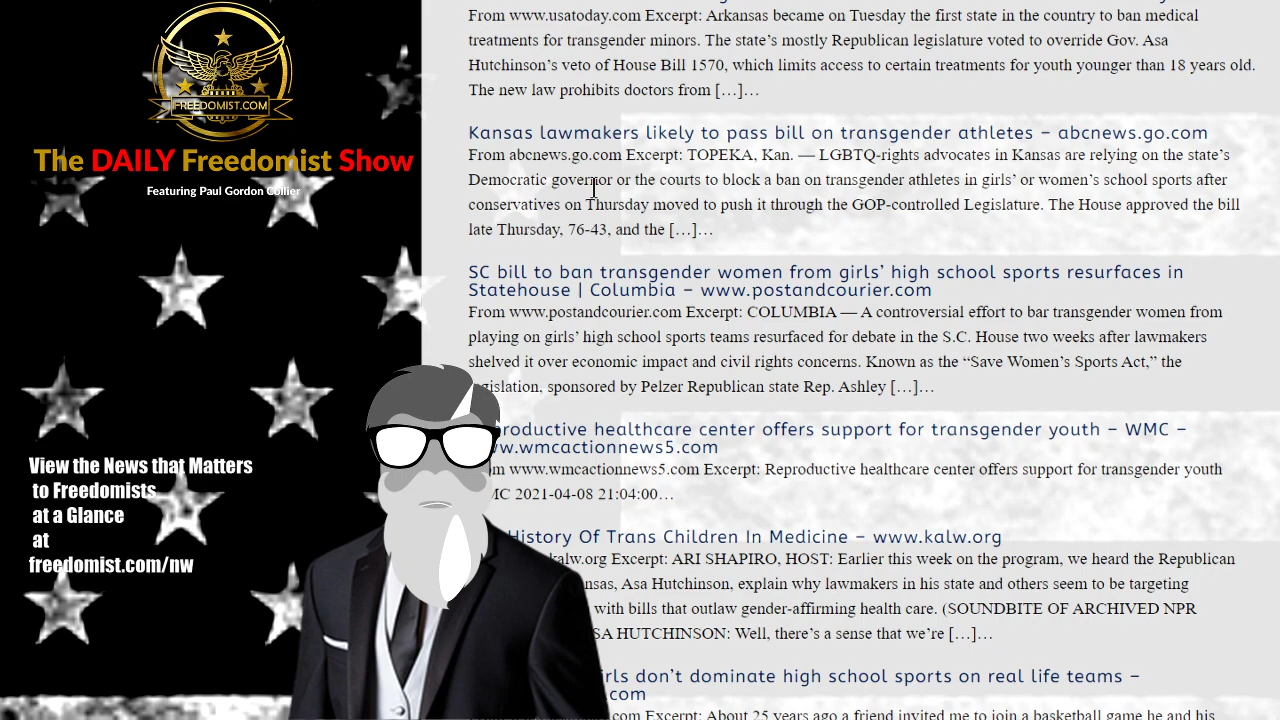 FREEDOMIST.COM
The DAILY Freedomist Show
Featuring Paul Gordon Collier
View the News that Matters
to Freedomists
at a Glance
at
freedomist.com/nw
From www.usatoday.com Excerpt: Arkansas became on Tuesday the first state in the country to ban medical
treatments for transgender minors. The state’s mostly Republican legislature voted to override Gov. Asa
Hutchinson’s veto of House Bill 1570, which limits access to certain treatments for youth younger than 18 years old.
The new law prohibits doctors from […]…
Kansas lawmakers likely to pass bill on transgender athletes – abcnews.go.com
From abcnews.go.com Excerpt: TOPEKA, Kan. — LGBTQ-rights advocates in Kansas are relying on the state’s
Democratic governor or the courts to block a ban on transgender athletes in girls’ or women’s school sports after
conservatives on Thursday moved to push it through the GOP-controlled Legislature. The House approved the bill
late Thursday, 76-43, and the […]…
SC bill to ban transgender women from girls’ high school sports resurfaces in
Statehouse | Columbia – www.postandcourier.com
From www.postandcourier.com Excerpt: COLUMBIA — A controversial effort to bar transgender women from
playing on girls’ high school sports teams resurfaced for debate in the S.C. House two weeks after lawmakers
shelved it over economic impact and civil rights concerns. Known as the “Save Women’s Sports Act,” the
sponsored by Pelzer Republican state Rep. Ashley […]…
healthcare center offers support for transgender youth – WMC –
From www.wmcactionnews5.com Excerpt: Reproductive healthcare center offers support for transgender youth
2021-04-08 21:04:00…
History Of Trans Children In Medicine – www.kalw.org
Excerpt: ARI SHAPIRO, HOST: Earlier this week on the program, we heard the Republican
Asa Hutchinson, explain why lawmakers in his state and others seem to be targeting
with bills that outlaw gender-affirming health care. (SOUNDBITE OF ARCHIVED NPR
HUTCHINSON: Well, there’s a sense that we’re […]…
don’t dominate high school sports on real life teams –
Excerpt: About 25 years ago a friend invited me to join a basketball game he and his